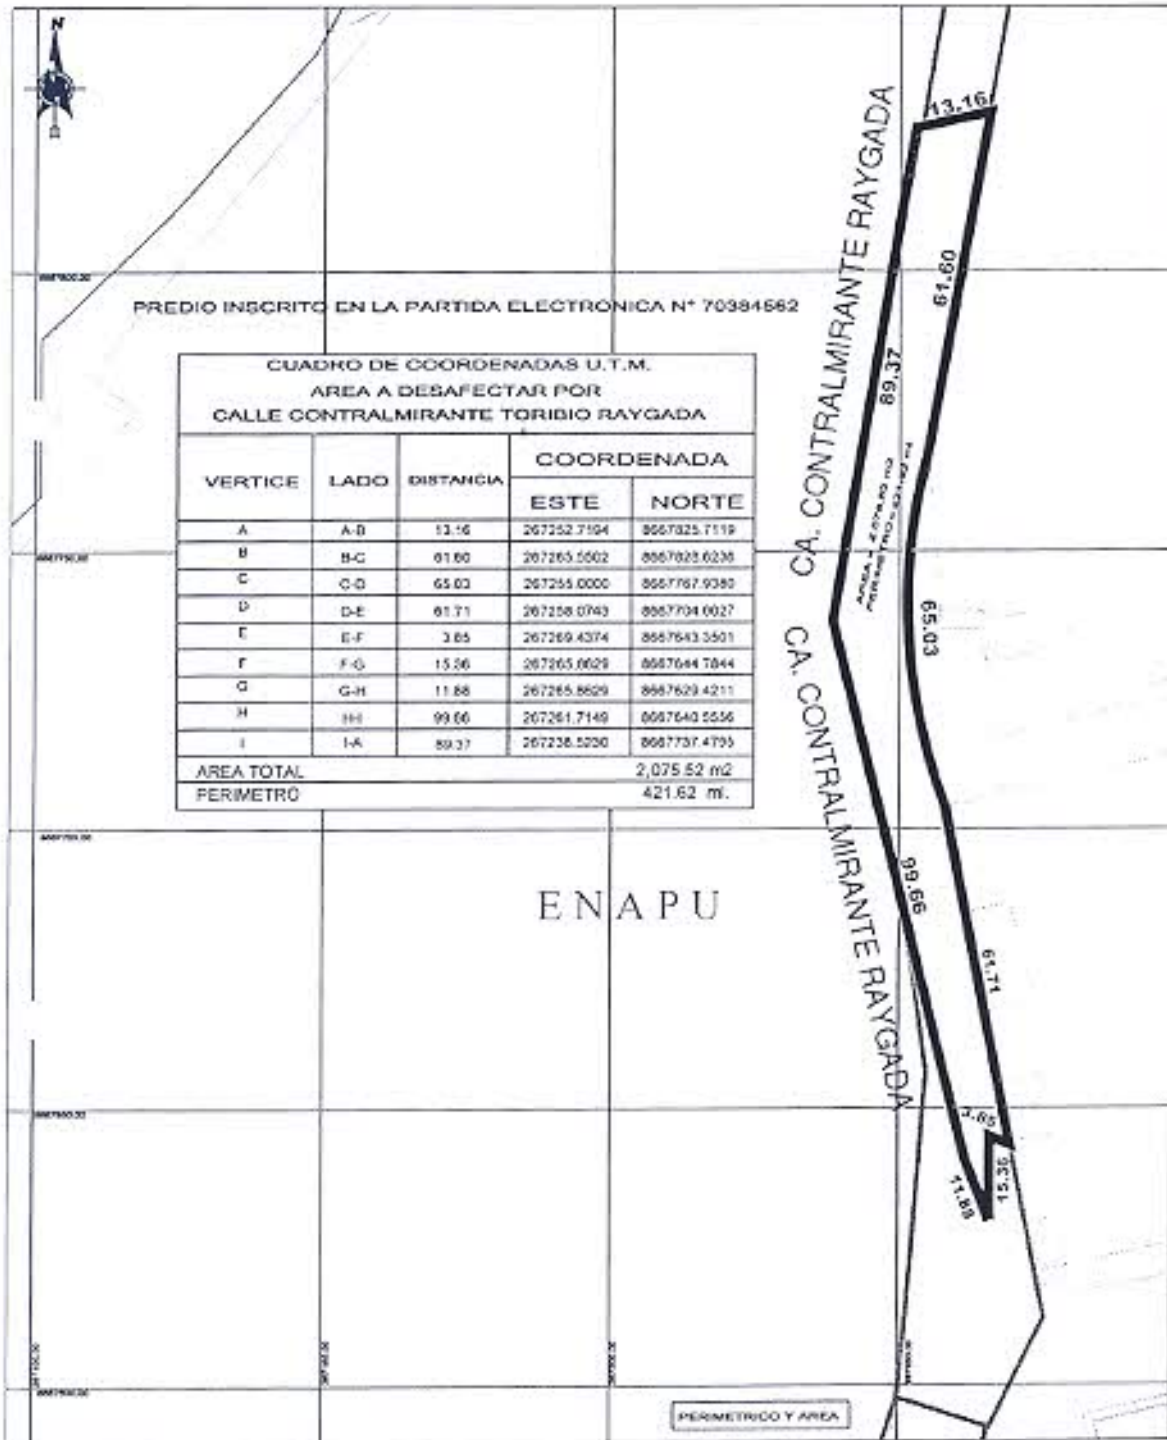 N
13.16
CA. CONTRALMIRANTE RAYGADA
61.60
89.37
PREDIO INSCRITO EN LA PARTIDA ELECTRONICA N° 70384562
CUADRO DE COORDENADAS U.T.M.
AREA A DESAFECTAR POR
CALLE CONTRALMIRANTE TORIBIO RAYGADA
VERTICE LADO DISTANCIA COORDENADA
ESTE NORTE
A A-B 13.16 267252.7194 8667825.7119
B B-C 61.60 267265.5502 8667828.6236
C C-D 65.03 267255.0000 8667767.9380
D D-E 61.71 267258.0743 8667704.0027
E E-F 3.85 267269.4374 8667643.3501
F F-G 15.36 267265.8629 8667644.7844
G G-H 11.88 267265.8629 8667629.4211
H H-I 99.66 267261.7149 8667640.5556
I I-A 89.37 267238.5230 8667737.4795
AREA TOTAL 2,075.52 m2
PERIMETRO 421.62 ml.
65.03
CA. CONTRALMIRANTE RAYGADA
99.66
ENAPU
61.71
3.85
15.36
11.88
PERIMETRICO Y AREA